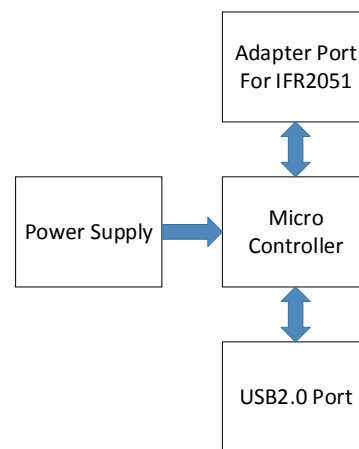 Adapter Port
For IFR2051
Power Supply
Micro
Controller
USB2.0 Port